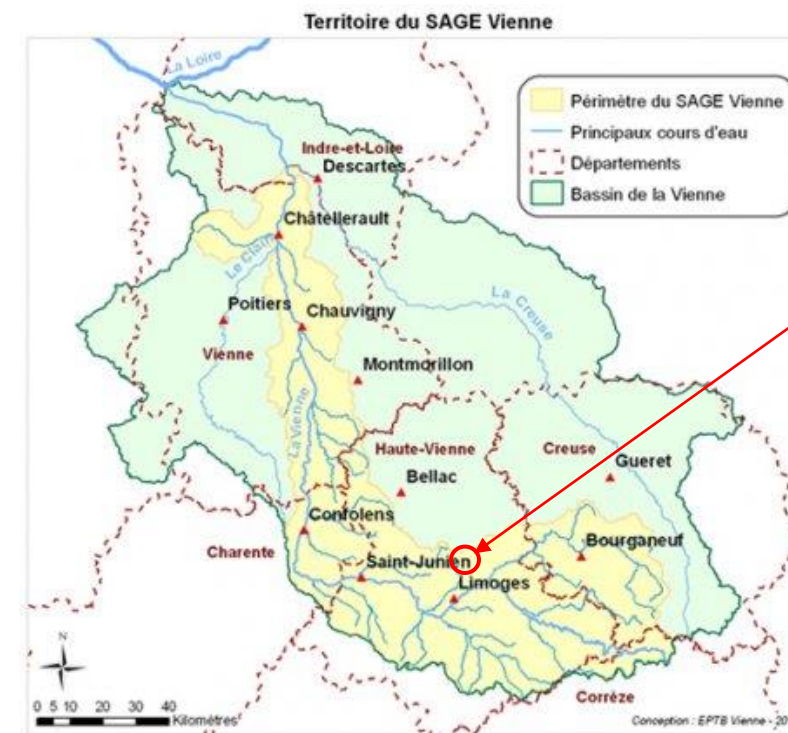 Territoire du SAGE Vienne
La Loire
Périmètre du SAGE Vienne
Principaux cours d'eau
Départements
Bassin de la Vienne
Indre-et-Loire
Descartes
Châtellerault
Le Clain
La Creuse
Poitiers
Chauvigny
Vienne
Montmorillon
La Vienne
Haute-Vienne
Creuse
Bellac
Gueret
Confolens
Charente
Saint-Junien
Bourganeuf
Limoges
N
Corrèze
0 5 10 20 30 40
Kilomètres
Conception : EPTB Vienne - 20